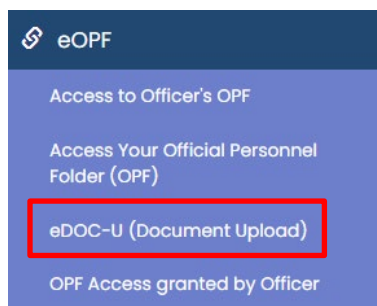 eOPF
Access to Officer's OPF
Access Your Official Personnel
Folder (OPF)
eDOC-U (Document Upload)
OPF Access granted by Officer